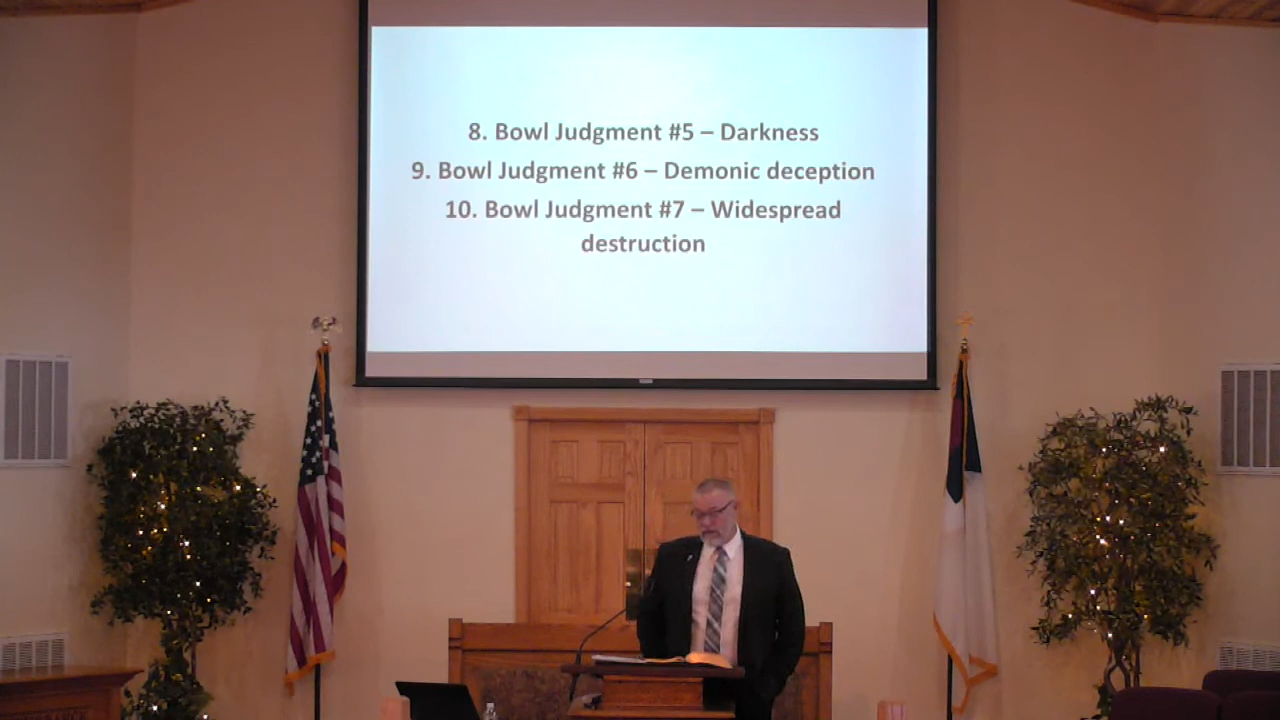 8. Bowl Judgment #5 – Darkness
9. Bowl Judgment #6 – Demonic deception
10. Bowl Judgment #7 – Widespread
destruction